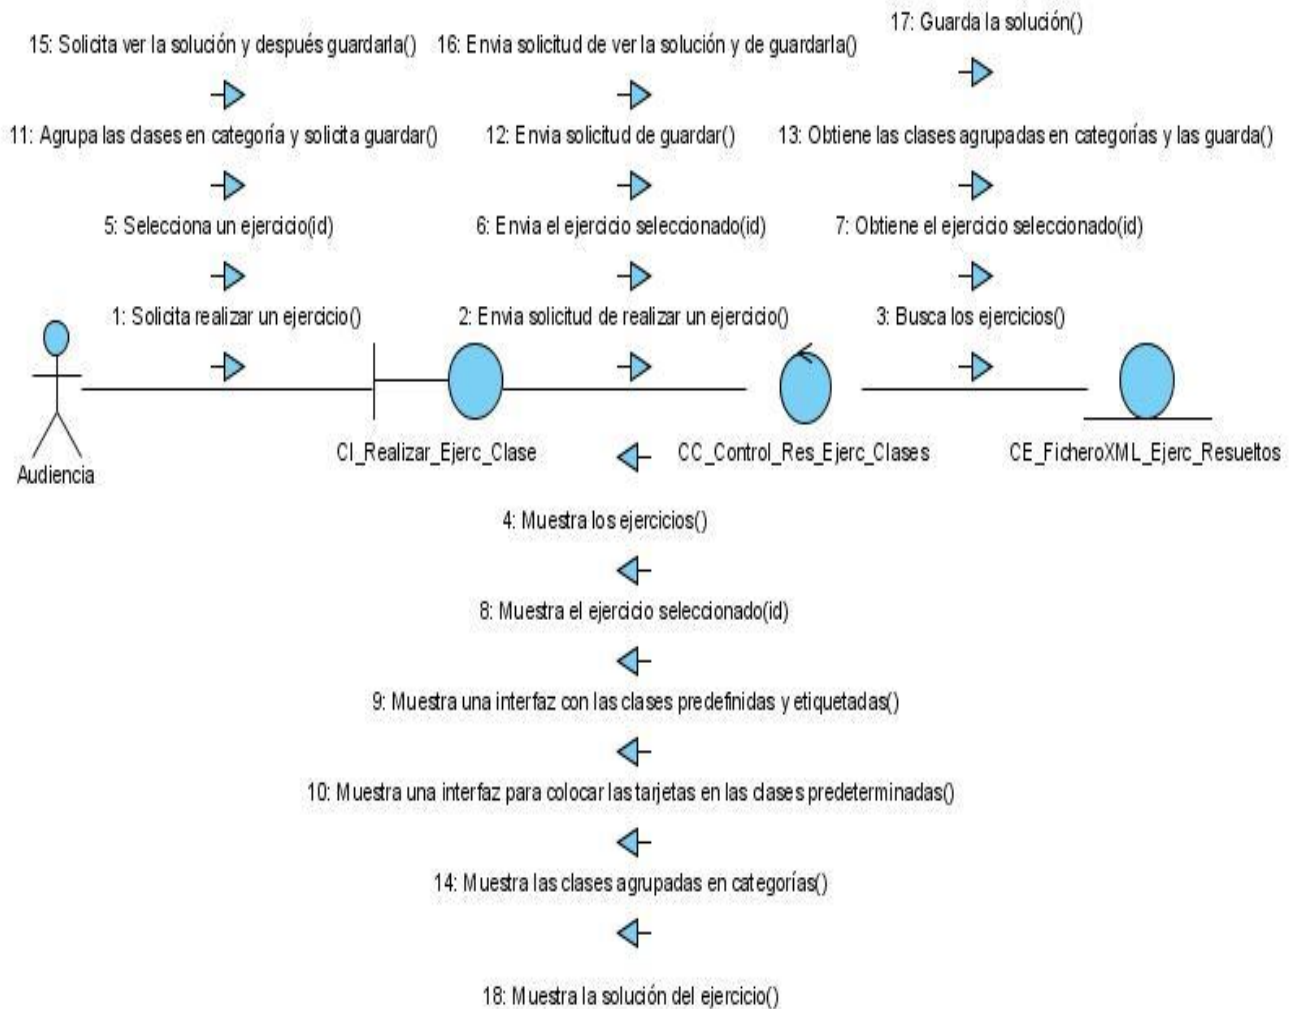 17: Guarda la solución()
15: Solicita ver la solución y después guardarla()
16: Envia solicitud de ver la solución y de guardarla()
11: Agrupa las clases en categoría y solicita guardar()
12: Envia solicitud de guardar()
13: Obtiene las clases agrupadas en categorías y las guarda()
5: Selecciona un ejercicio(id)
6: Envia el ejercicio seleccionado(id)
7: Obtiene el ejercicio seleccionado(id)
1: Solicita realizar un ejercicio()
2: Envia solicitud de realizar un ejercicio()
3: Busca los ejercicios()
CI_Realizar_Ejerc_Clase
CC_Control_Res_Ejerc_Clases
CE_FicheroXML_Ejerc_Resueltos
Audiencia
4: Muestra los ejercicios()
8: Muestra el ejercicio seleccionado(id)
9: Muestra una interfaz con las clases predefinidas y etiquetadas()
10: Muestra una interfaz para colocar las tarjetas en las clases predeterminadas()
14: Muestra las clases agrupadas en categorías()
18: Muestra la solución del ejercicio()